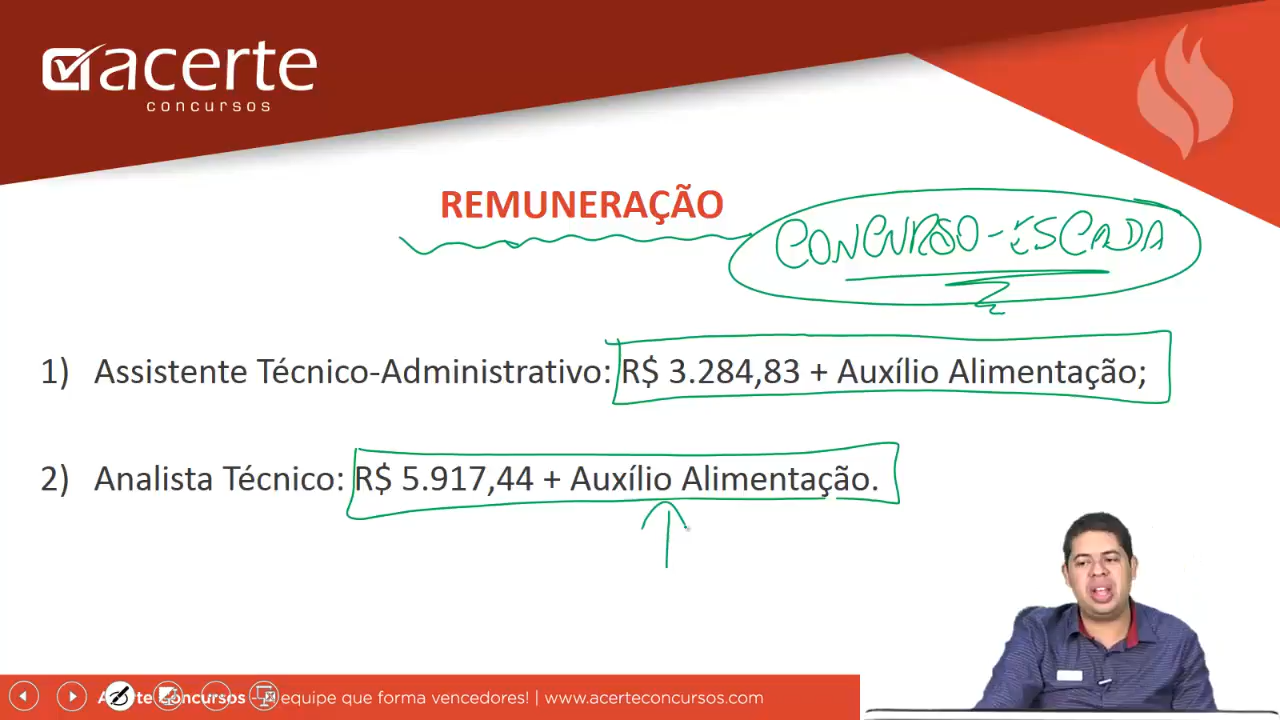 acerte
concursos
REMUNERAÇÃO
CONCURSO-ESCADA
1) Assistente Técnico-Administrativo: R$ 3.284,83 + Auxílio Alimentação;
2) Analista Técnico: R$ 5.917,44 + Auxílio Alimentação.
Concursos - A equipe que forma vencedores! | www.acerteconcursos.com